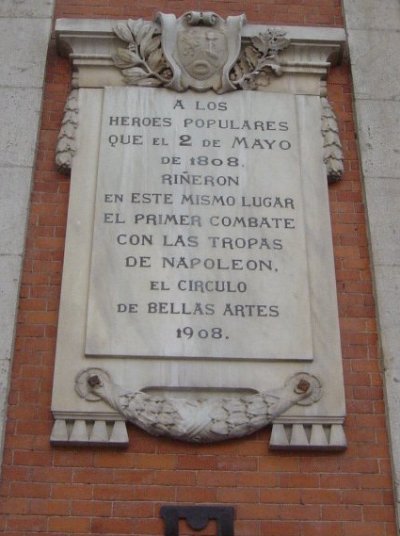 A LOS
HEROES POPULARES
QUE EL 2 DE MAYO
DE 1808.
RIÑERON
EN ESTE MISMO LUGAR
EL PRIMER COMBATE
CON LAS TROPAS
DE NAPOLEON,
EL CIRCULO
DE BELLAS ARTES
1908.